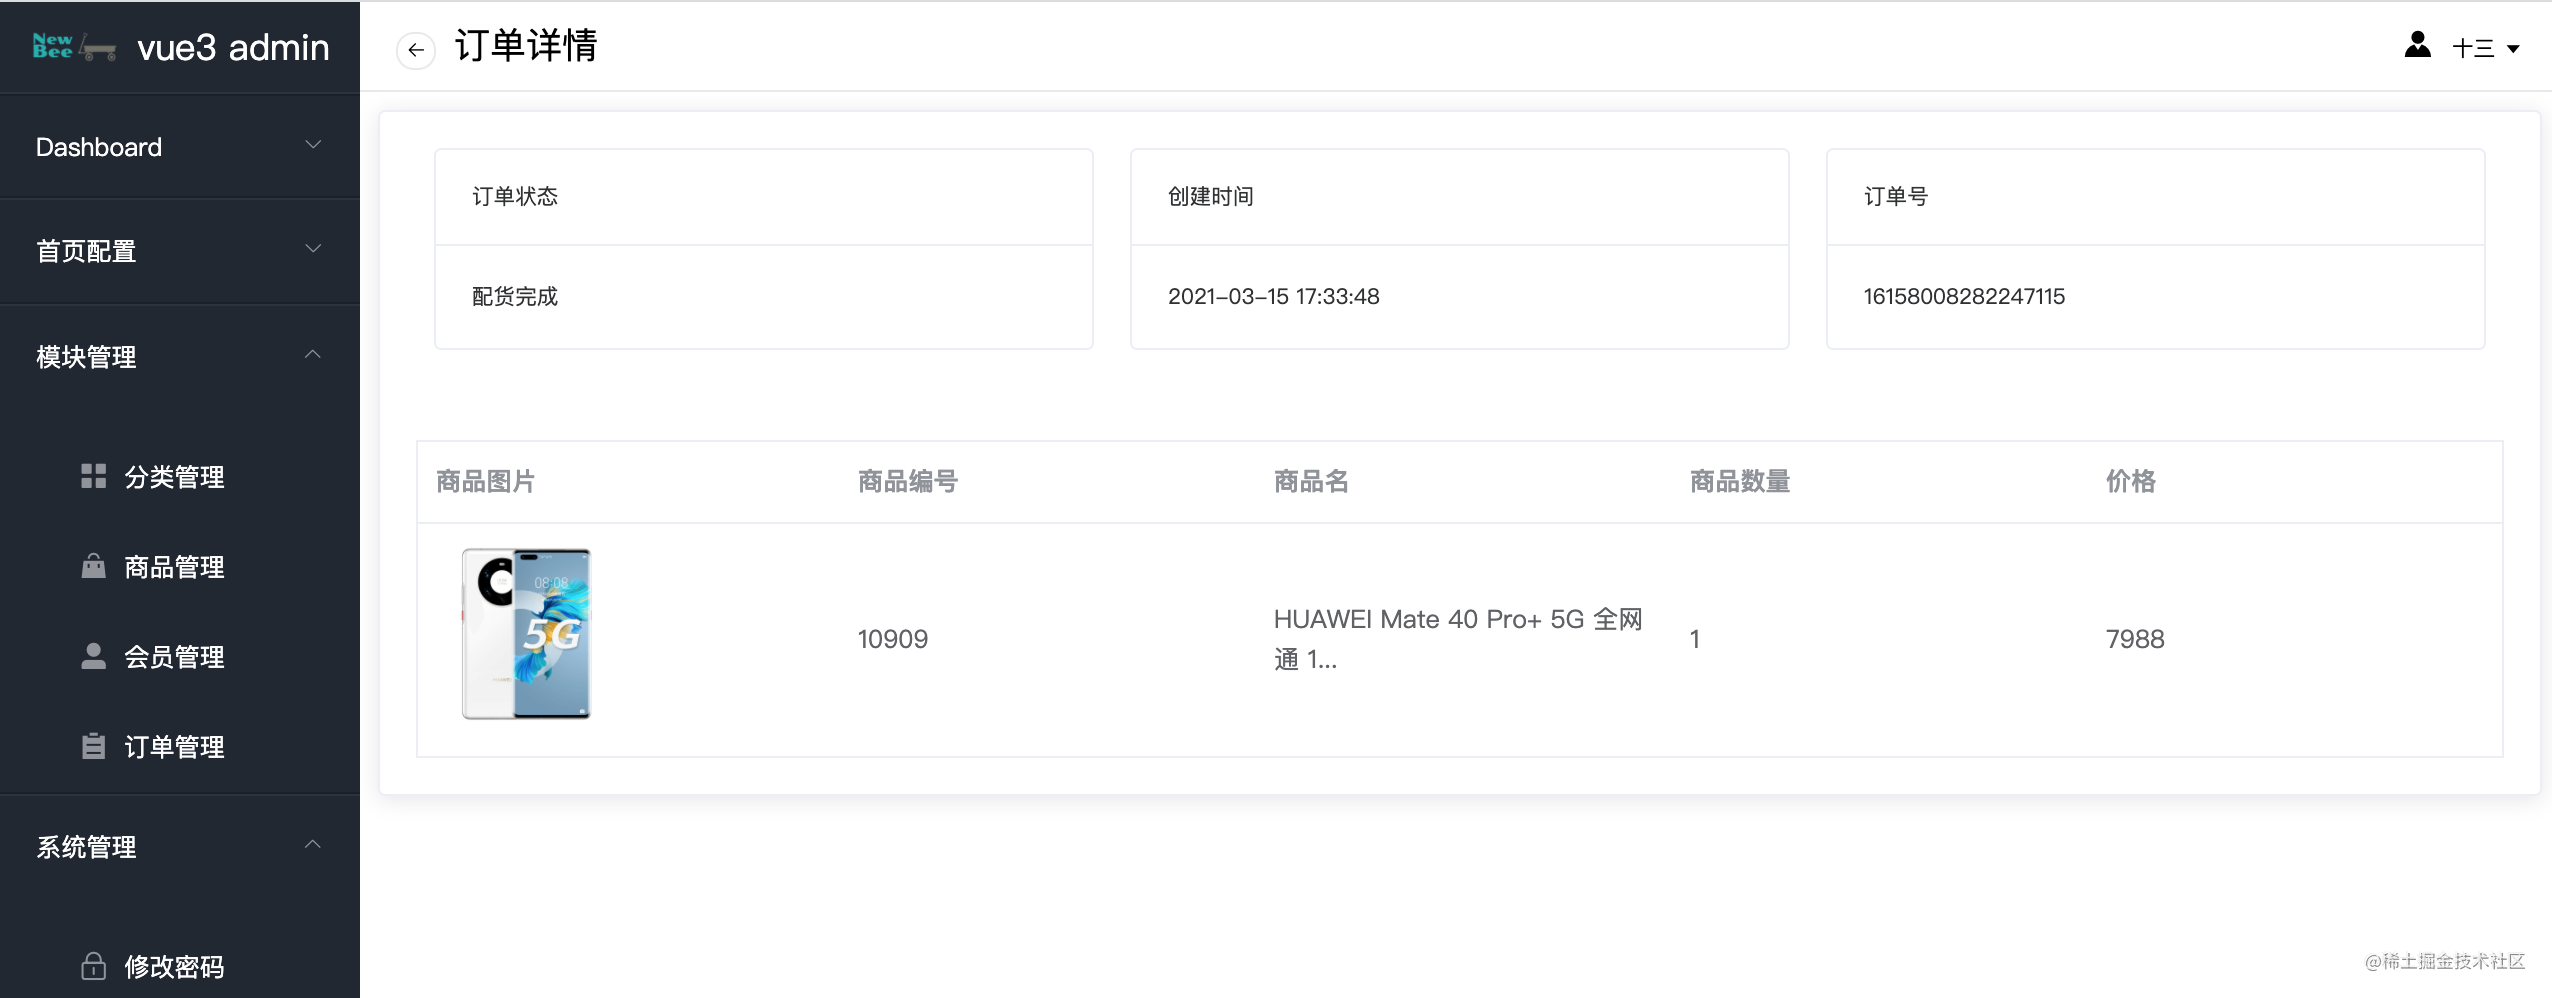 New
Bee
vue3 admin
订单详情
十三
Dashboard
首页配置
模块管理
分类管理
商品管理
会员管理
订单管理
系统管理
修改密码
订单状态
创建时间
订单号
配货完成
2021-03-15 17:33:48
16158008282247115
商品图片
商品编号
商品名
商品数量
价格
08:08
5G
10909
HUAWEI Mate 40 Pro+ 5G 全网
通 1...
1
7988
@稀土掘金技术社区